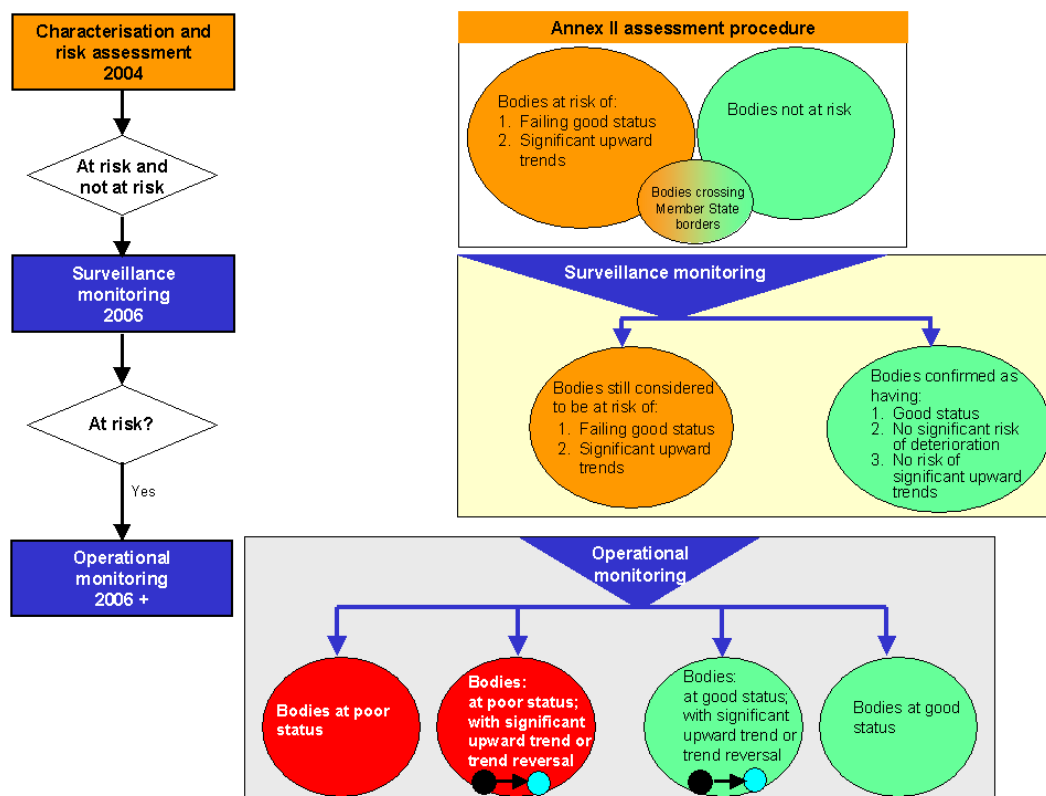 Characterisation and
risk assessment
2004
At risk and
not at risk
Surveillance
monitoring
2006
At risk?
Yes
Operational
monitoring
2006 +
Annex II assessment procedure
Bodies at risk of:
1. Failing good status
2. Significant upward
trends
Bodies not at risk
Bodies crossing
Member State
borders
Surveillance monitoring
Bodies still considered
to be at risk of:
1. Failing good status
2. Significant upward
trends
Bodies confirmed as
having:
1. Good status
2. No significant risk
of deterioration
3. No risk of
significant upward
trends
Operational
monitoring
Bodies at poor
status
Bodies:
at poor status;
with significant
upward trend or
trend reversal
Bodies:
at good status;
with significant
upward trend or
trend reversal
Bodies at good
status